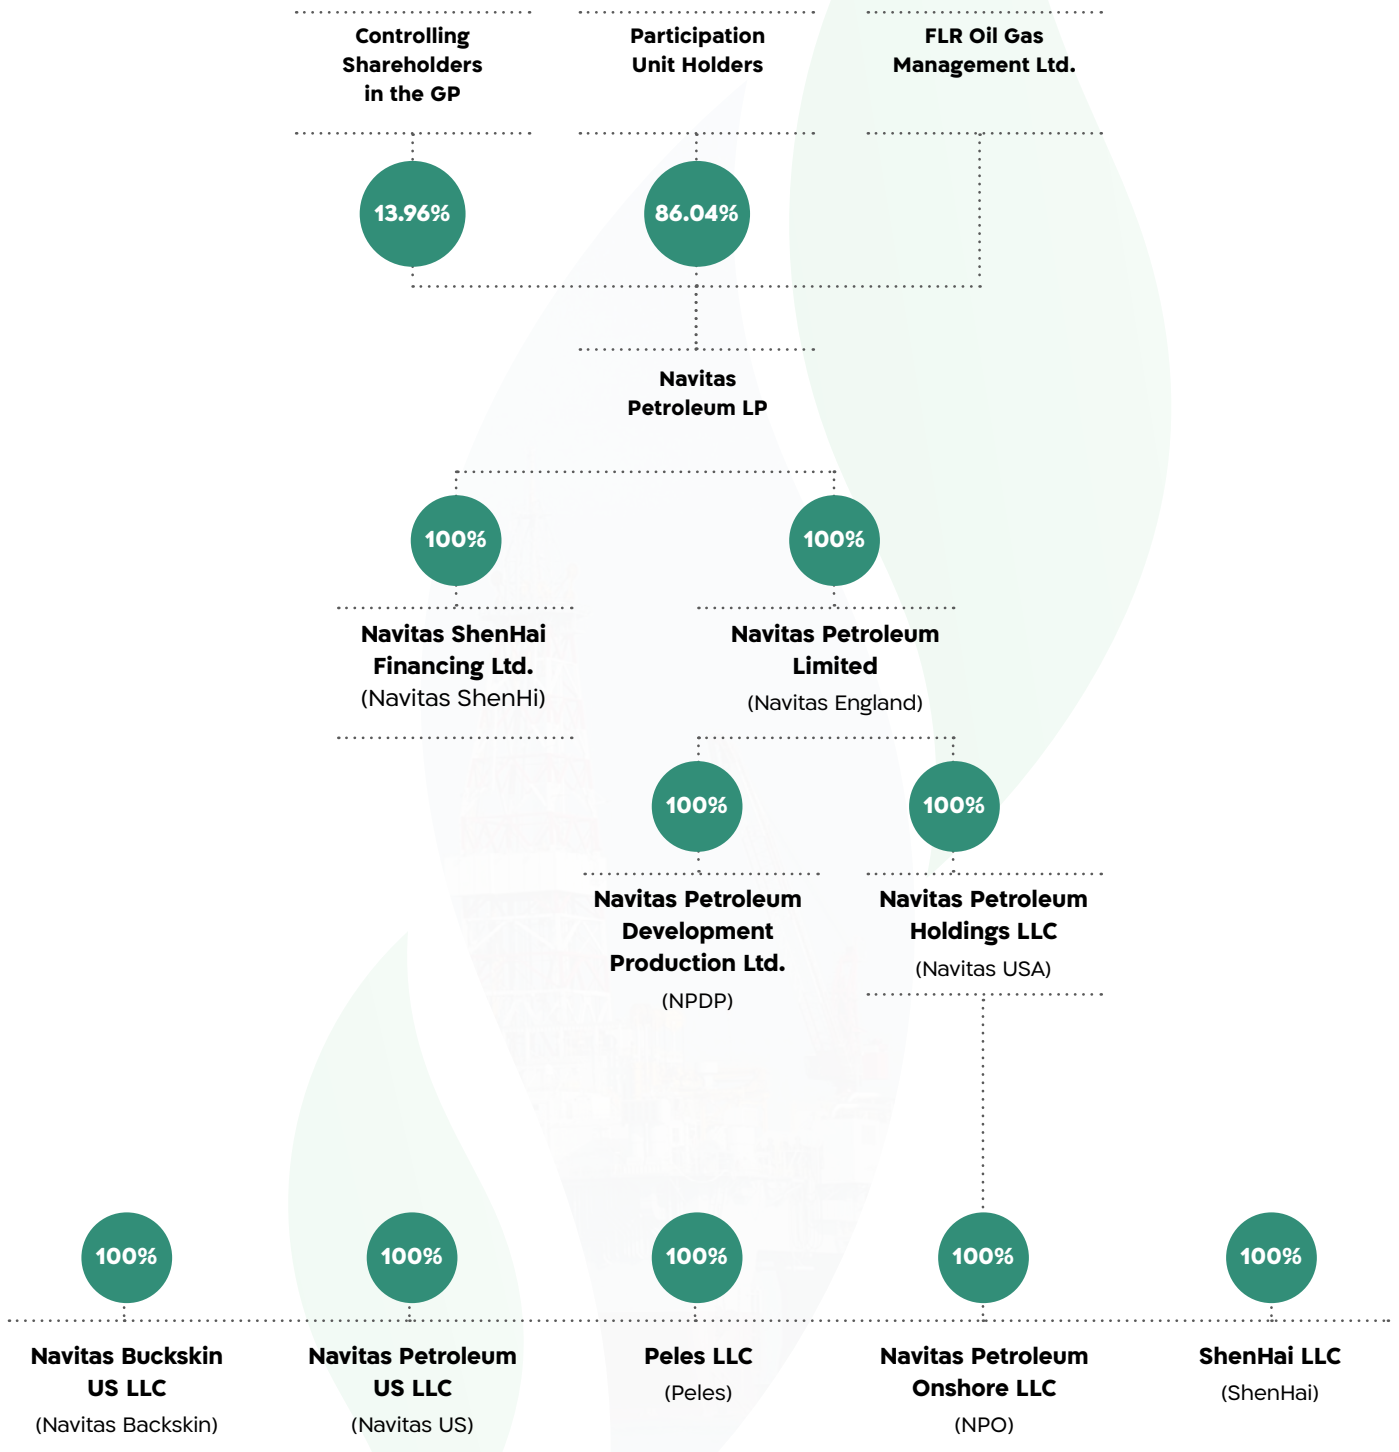 Controlling
Shareholders
in the GP
Participation
Unit Holders
FLR Oil Gas
Management Ltd.
13.96%
86.04%
Navitas
Petroleum LP
100%
100%
Navitas ShenHai
Financing Ltd.
(Navitas ShenHi)
Navitas Petroleum
Limited
(Navitas England)
100%
100%
Navitas Petroleum
Development
Production Ltd.
(NPDP)
Navitas Petroleum
Holdings LLC
(Navitas USA)
100%
100%
100%
100%
100%
Navitas Buckskin
US LLC
(Navitas Backskin)
Navitas Petroleum
US LLC
(Navitas US)
Peles LLC
(Peles)
Navitas Petroleum
Onshore LLC
(NPO)
ShenHai LLC
(ShenHai)